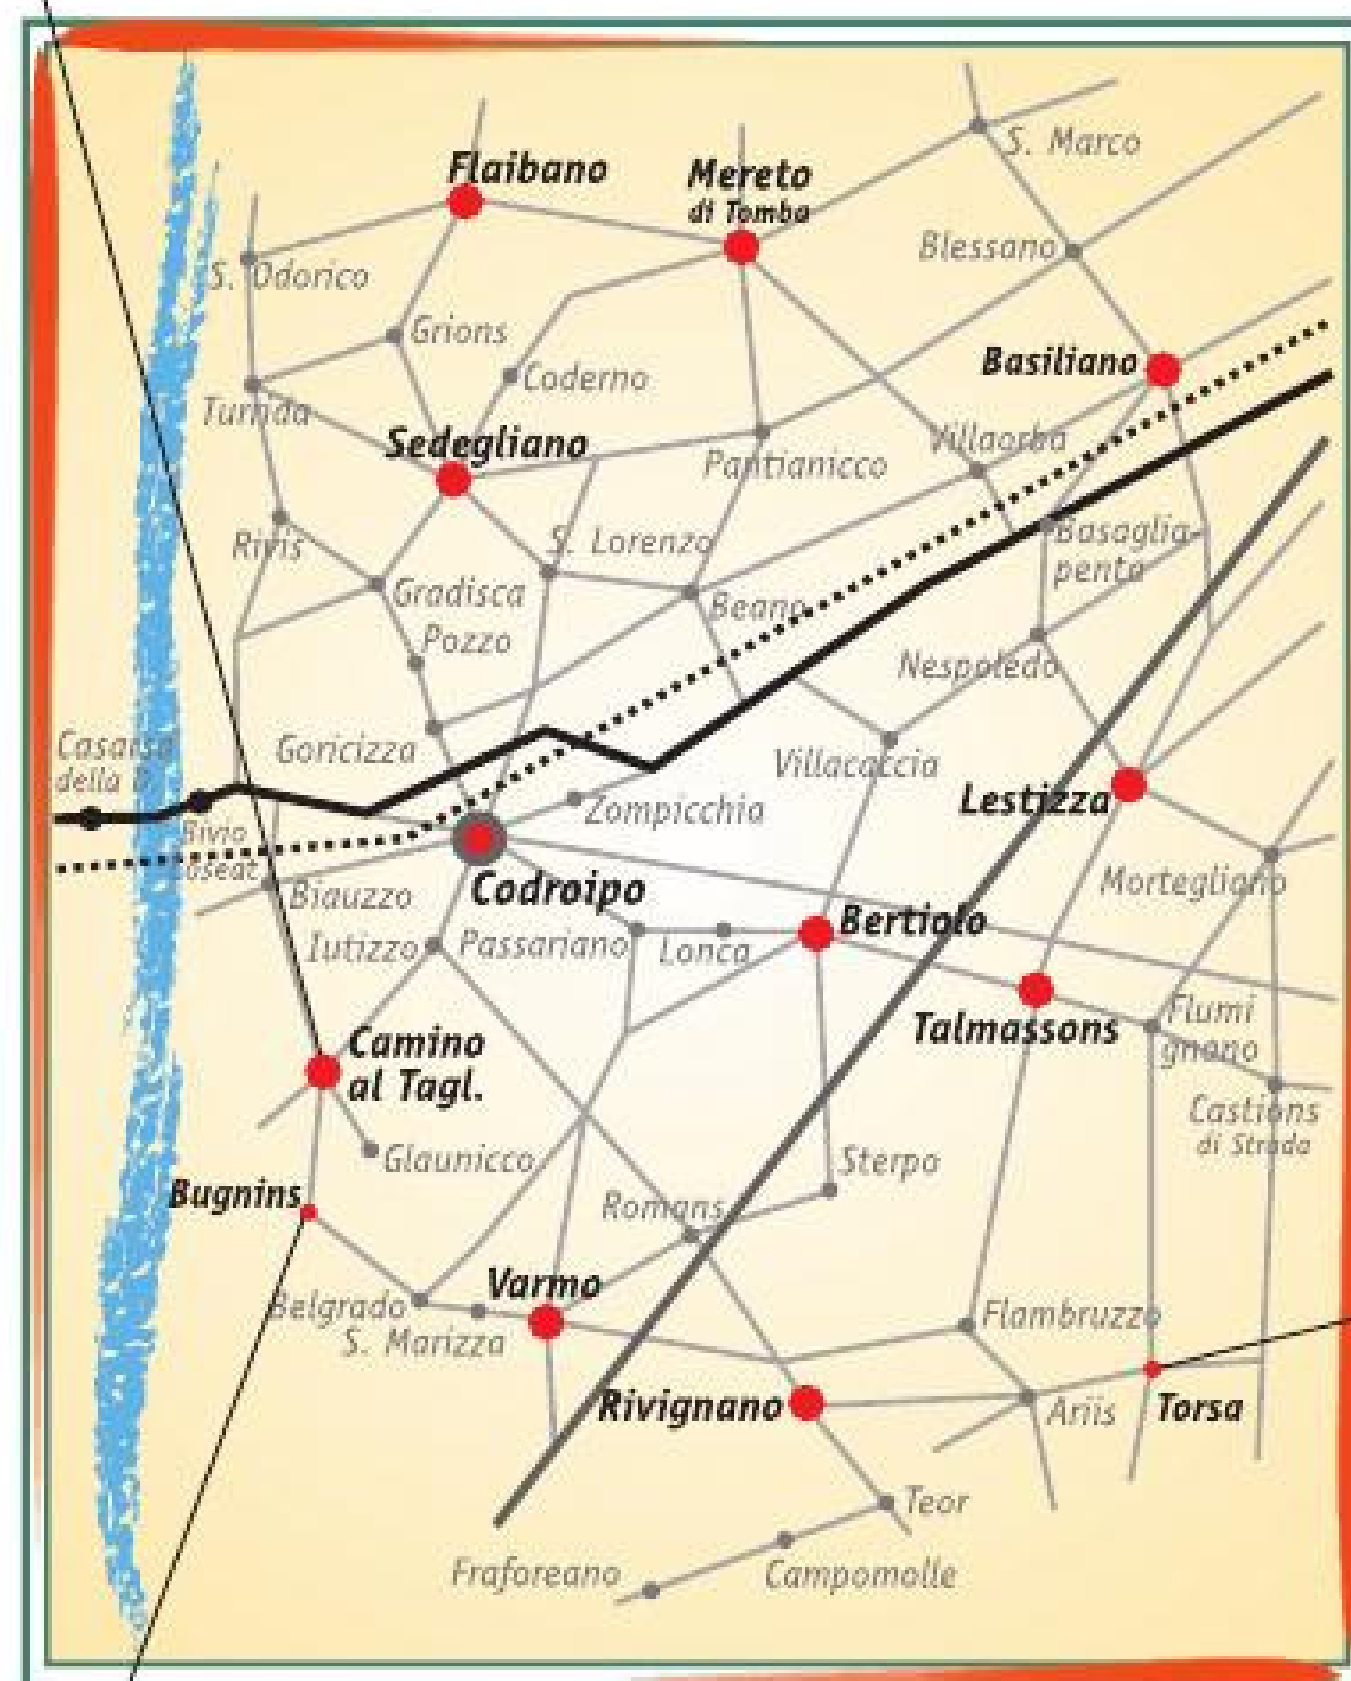 S. Marco
Flaibano
Mereto
di Tomba
Blessano
S. Odorico
Grions
Basiliano
Coderno
Turrida
Sedegliano
Villaorba
Pantianicco
Rivis
S. Lorenzo
Basaglia-
penta
Gradisca
Beano
Pozzo
Nespoledo
Casarsa
della D.
Goricizza
Villacaccia
Lestizza
Zompicchia
Rivio
Biauzzo
Codroipo
Mortegliano
Iutizzo
Passariano
Lonca
Bertiolo
Talmassons
Flumi
gnano
Camino
al Tagl.
Castions
di Strada
Glaunicco
Sterpo
Bugnins
Romans
Varmo
Belgrado
S. Marizza
Flambruzzo
Rivignano
Ariis
Torsa
Teor
Fraforeano
Campomolle